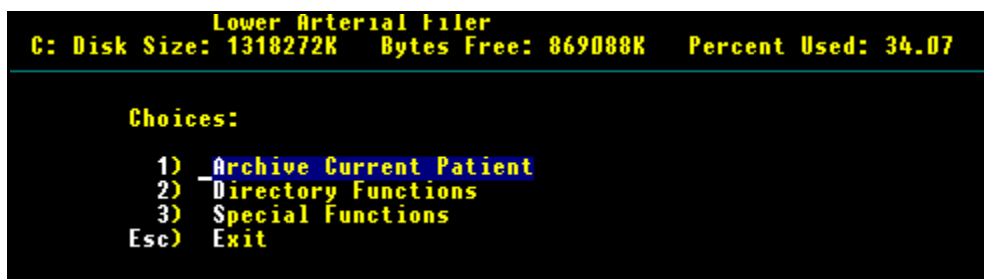 Lower Arterial Filer
C: Disk Size: 1318272K Bytes Free: 869088K Percent Used: 34.07
Choices:
1) Archive Current Patient
2) Directory Functions
3) Special Functions
Esc) Exit